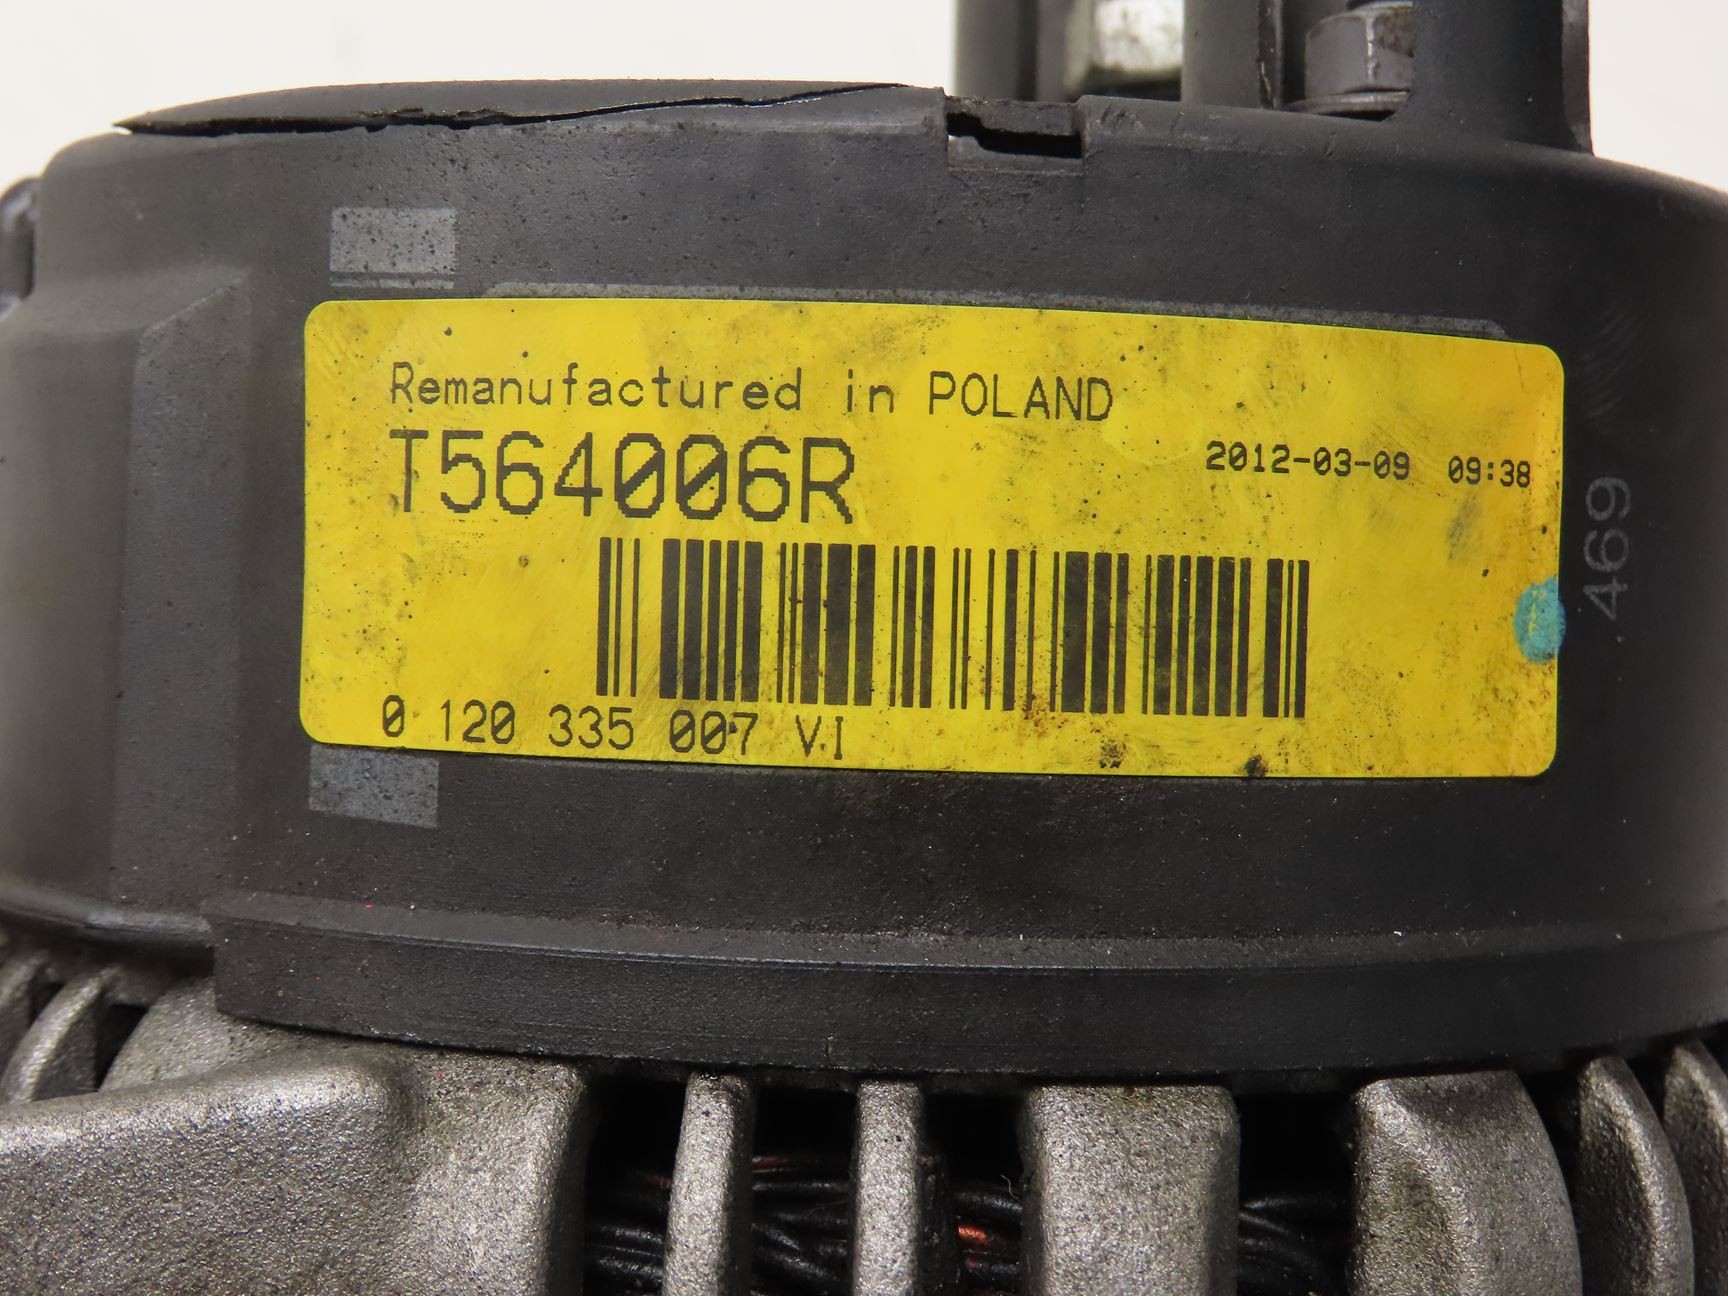 Remanufactured in POLAND
T564006R
2012-03-09 09:38
0 120 335 007 VI
469